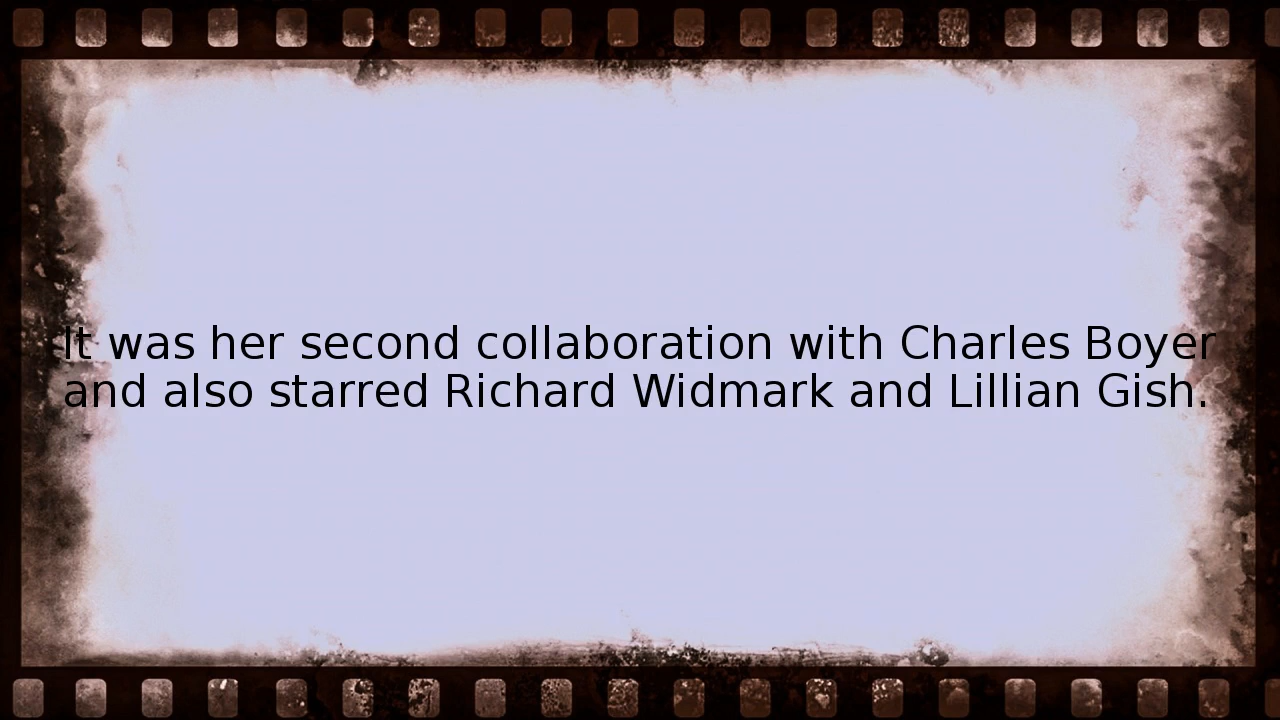 It was her second collaboration with Charles Boyer
and also starred Richard Widmark and Lillian Gish.